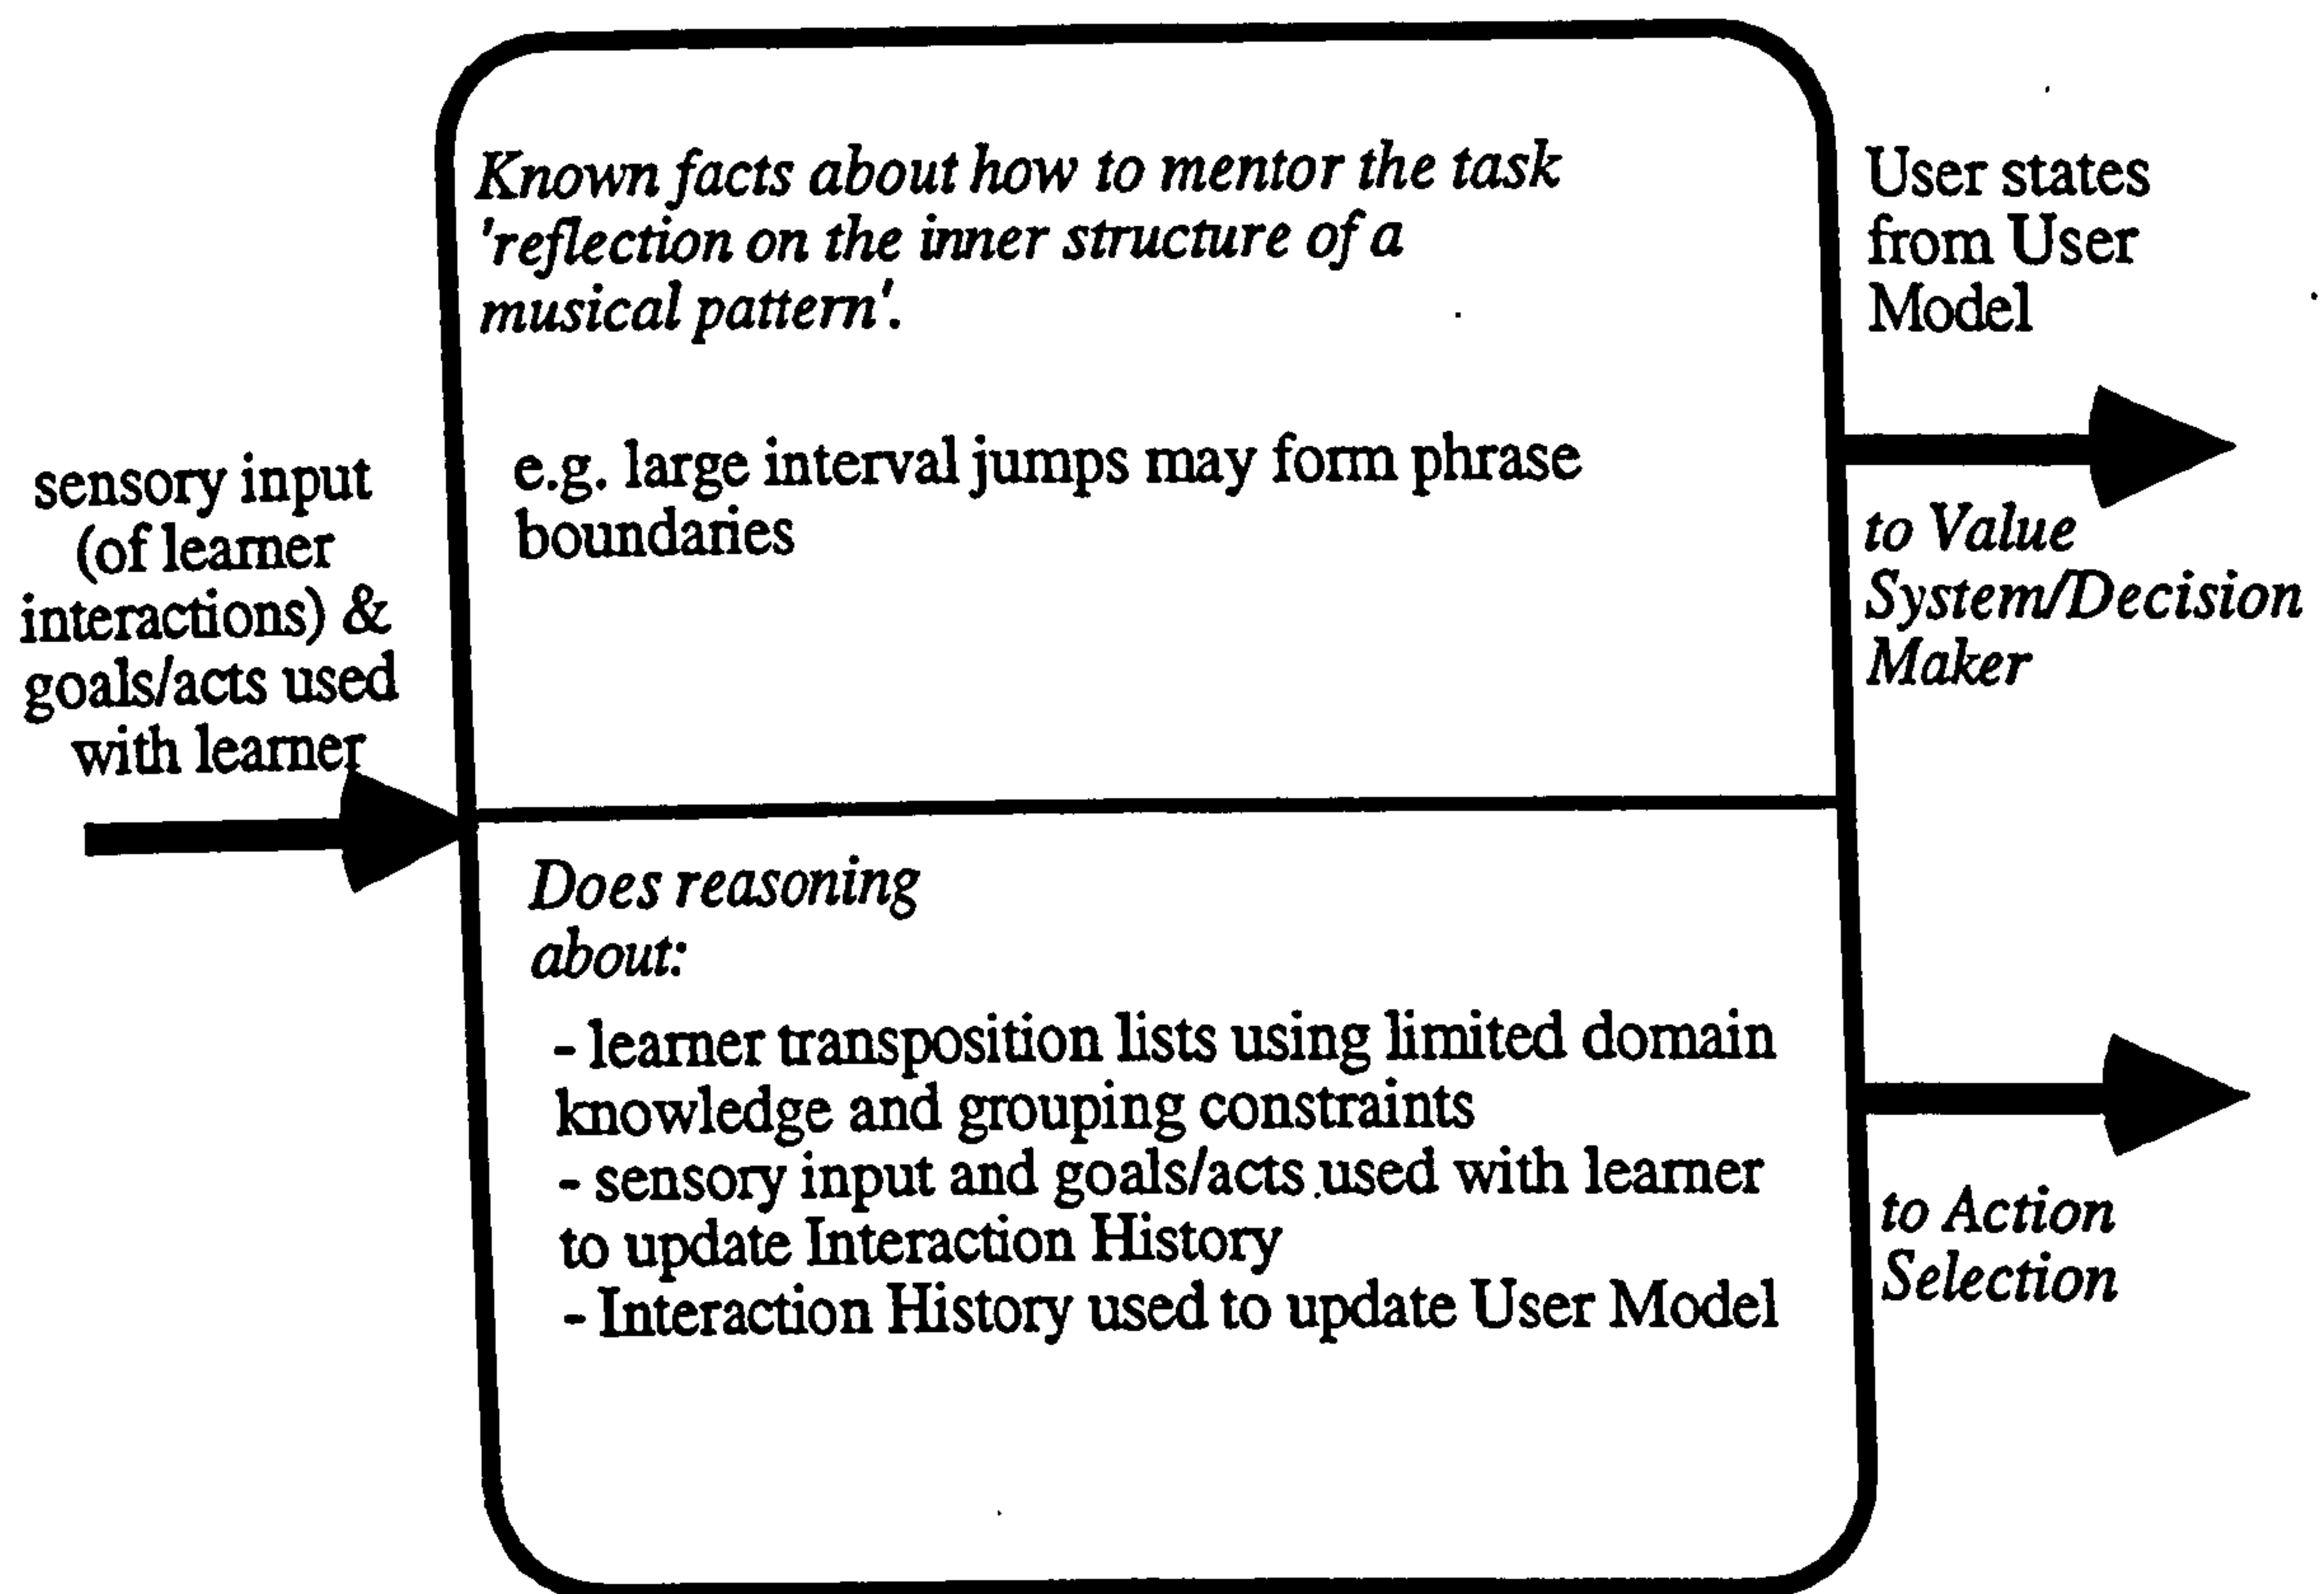 sensory input
(of learner
interactions) &
goals/acts used
with learner
Known facts about how to mentor the task
'reflection on the inner structure of a
musical pattern'.
e.g. large interval jumps may form phrase
boundaries
Does reasoning
about:
- learner transposition lists using limited domain
knowledge and grouping constraints
- sensory input and goals/acts used with learner
to update Interaction History
- Interaction History used to update User Model
User states
from User
Model
to Value
System/Decision
Maker
to Action
Selection